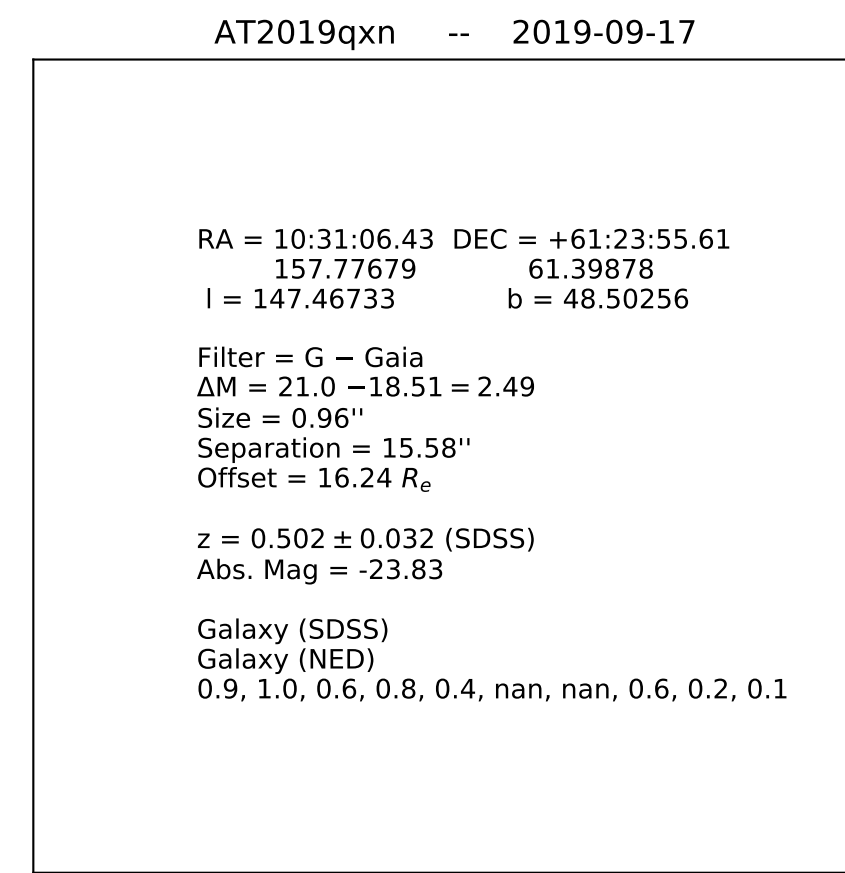 AT2019qxn -- 2019-09-17
RA = 10:31:06.43 DEC = +61:23:55.61
157.77679 61.39878
l = 147.46733 b = 48.50256
Filter = G − Gaia
ΔM = 21.0 −18.51 = 2.49
Size = 0.96''
Separation = 15.58''
Offset = 16.24 Re
z = 0.502 ± 0.032 (SDSS)
Abs. Mag = -23.83
Galaxy (SDSS)
Galaxy (NED)
0.9, 1.0, 0.6, 0.8, 0.4, nan, nan, 0.6, 0.2, 0.1